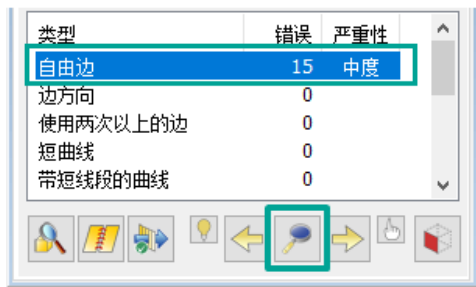 类型 错误 严重性
自由边 15 中度
边方向 0
使用两次以上的边 0
短曲线 0
带短线段的曲线 0